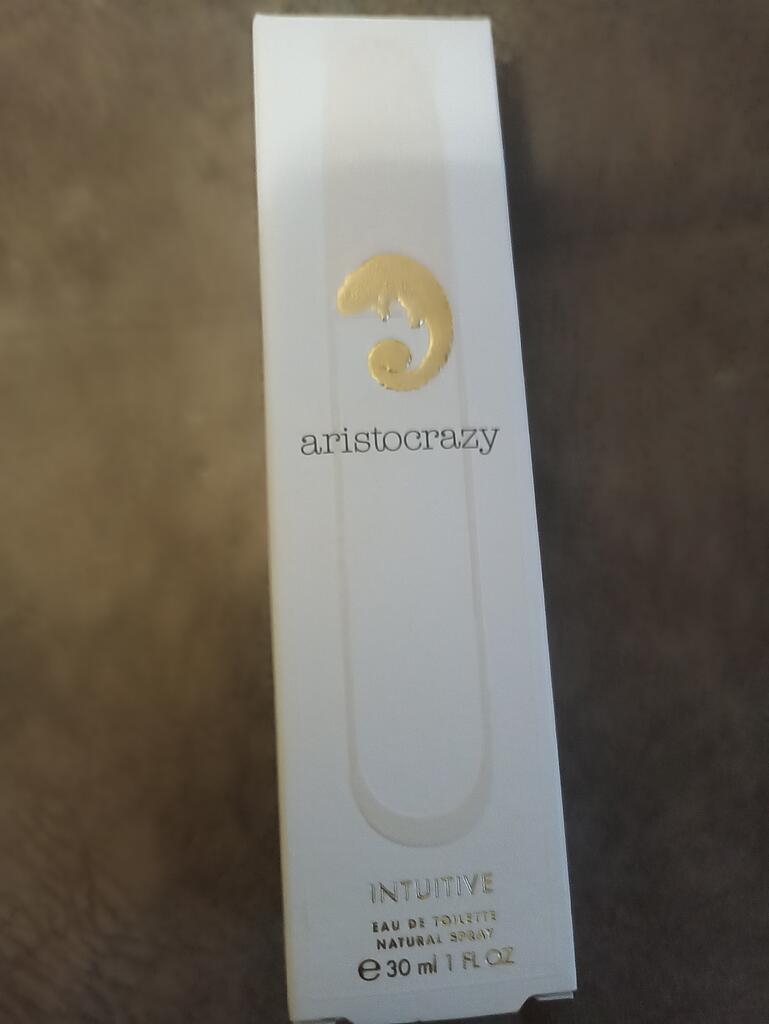 aristocrazy
INTUITIVE
EAU DE TOILETTE
NATURAL SPRAY
℮ 30 ml 1 FL OZ